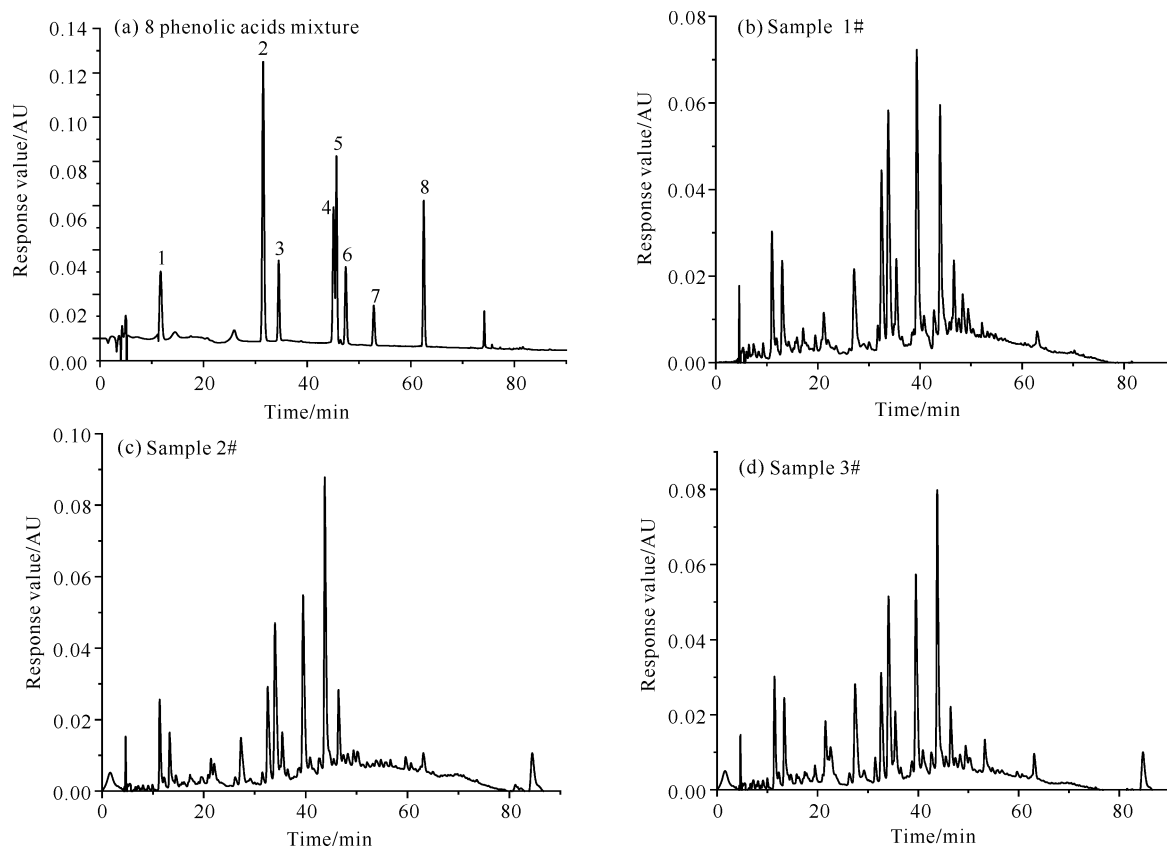 (a) 8 phenolic acids mixture
0.14
0.12
0.10
0.08
0.06
0.04
0.02
0.00
Response value/AU
1
2
3
4
5
6
7
8
0 20 40 60 80
Time/min
(b) Sample 1#
0.08
0.06
0.04
0.02
0.00
Response value/AU
0 20 40 60 80
Time/min
(c) Sample 2#
0.10
0.08
0.06
0.04
0.02
0.00
Response value/AU
0 20 40 60 80
Time/min
(d) Sample 3#
0.08
0.06
0.04
0.02
0.00
Response value/AU
0 20 40 60 80
Time/min